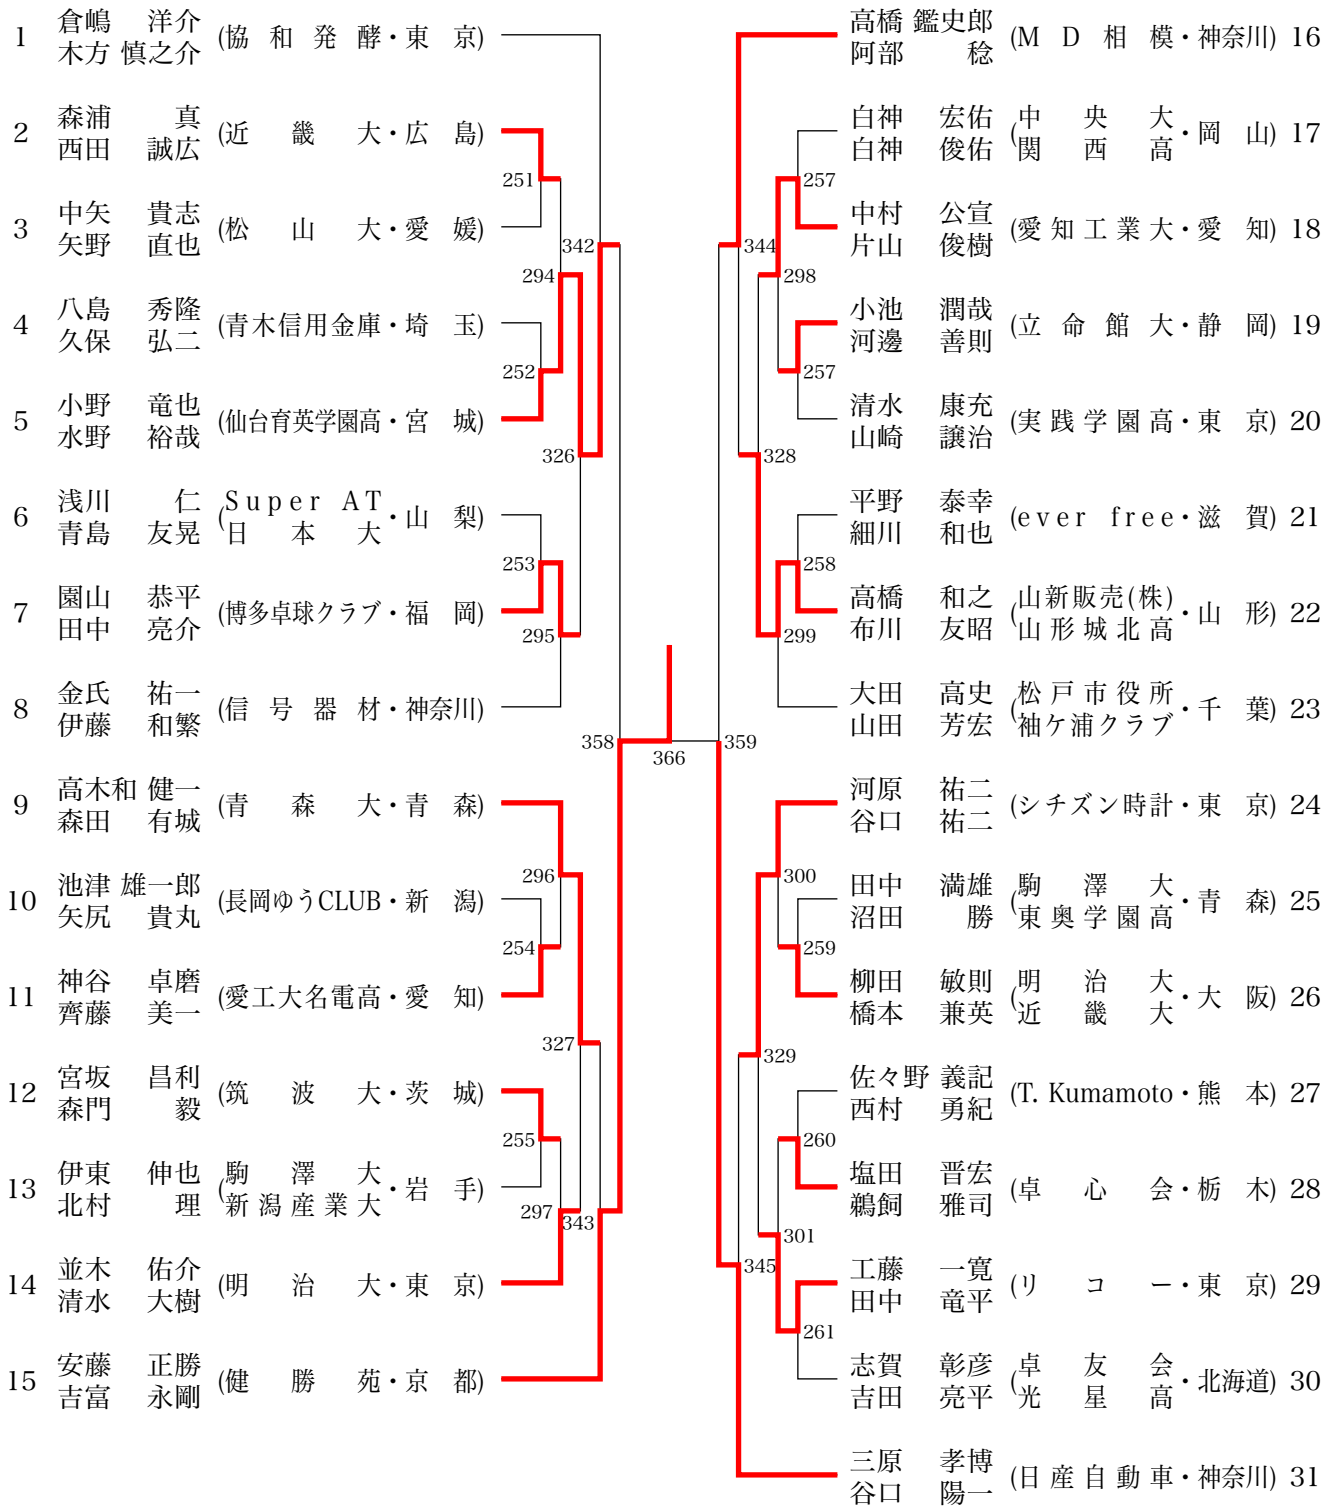 1 倉嶋 洋介 木方 慎之介 (協和発酵・東京)
2 森浦 真 西田 誠広 (近畿大・広島)
3 中矢 貴志 矢野 直也 (松山大・愛媛)
4 八島 秀隆 久保 弘二 (青木信用金庫・埼玉)
5 小野 竜也 水野 裕哉 (仙台育英学園高・宮城)
6 浅川 仁 青島 友晃 (Super AT 日本大・山梨)
7 園山 恭平 田中 亮介 (博多卓球クラブ・福岡)
8 金氏 祐一 伊藤 和繁 (信号器材・神奈川)
9 高木和 健一 森田 有城 (青森大・青森)
10 池津 雄一郎 矢尻 貴丸 (長岡ゆうCLUB・新潟)
11 神谷 卓磨 齊藤 美一 (愛工大名電高・愛知)
12 宮坂 昌利 森門 毅 (筑波大・茨城)
13 伊東 伸也 北村 理 (駒澤大 新潟産業大・岩手)
14 並木 佑介 清水 大樹 (明治大・東京)
15 安藤 正勝 吉富 永剛 (健勝苑・京都)
251
252
253
254
255
294
295
296
297
326
327
342
343
358
366
359
344
345
328
329
298
299
300
301
257
257
258
259
260
261
高橋 鑑史郎 阿部 稔 (MD相模・神奈川) 16
白神 宏佑 白神 俊佑 (中央大 関西高・岡山) 17
中村 公宣 片山 俊樹 (愛知工業大・愛知) 18
小池 潤哉 河邊 善則 (立命館大・静岡) 19
清水 康充 山崎 譲治 (実践学園高・東京) 20
平野 泰幸 細川 和也 (ever free・滋賀) 21
高橋 和之 布川 友昭 (山新販売(株) 山形城北高・山形) 22
大田 高史 山田 芳宏 (松戸市役所 袖ケ浦クラブ・千葉) 23
河原 祐二 谷口 祐二 (シチズン時計・東京) 24
田中 満雄 沼田 勝 (駒澤大 東奥学園高・青森) 25
柳田 敏則 橋本 兼英 (明治大 近畿大・大阪) 26
佐々野 義記 西村 勇紀 (T. Kumamoto・熊本) 27
塩田 晋宏 鵜飼 雅司 (卓心会・栃木) 28
工藤 一寛 田中 竜平 (リコー・東京) 29
志賀 彰彦 吉田 亮平 (卓友会 光星高・北海道) 30
三原 孝博 谷口 陽一 (日産自動車・神奈川) 31